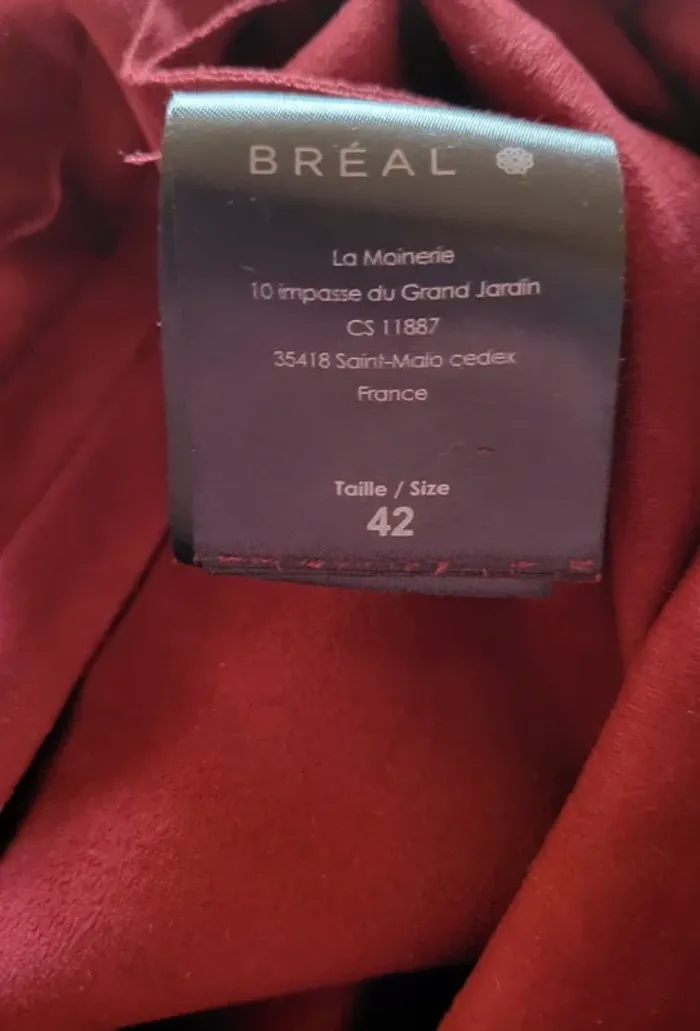 BRÉAL
La Moinerie
10 impasse du Grand Jardin
CS 11887
35418 Saint-Malo cedex
France
Taille / Size
42